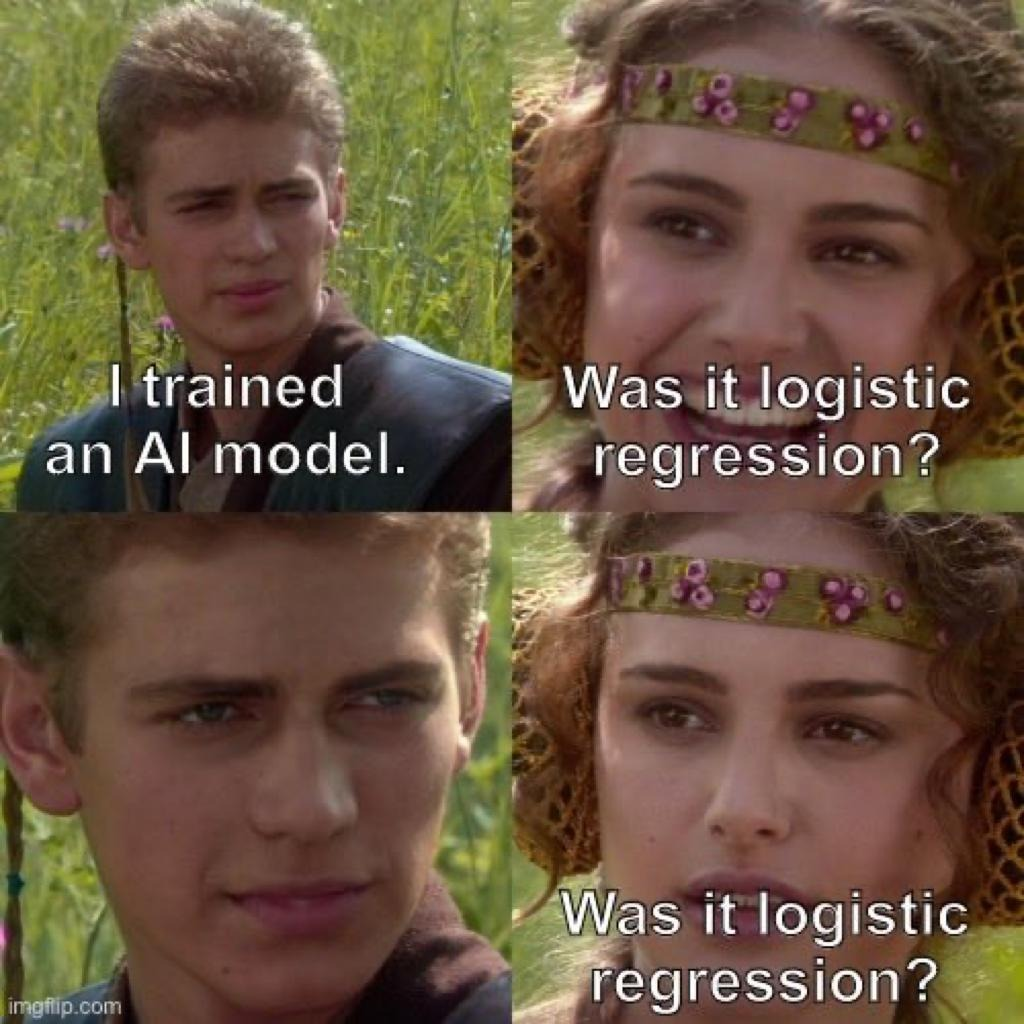 I trained
an AI model.
Was it logistic
regression?
Was it logistic
regression?
imgflip.com